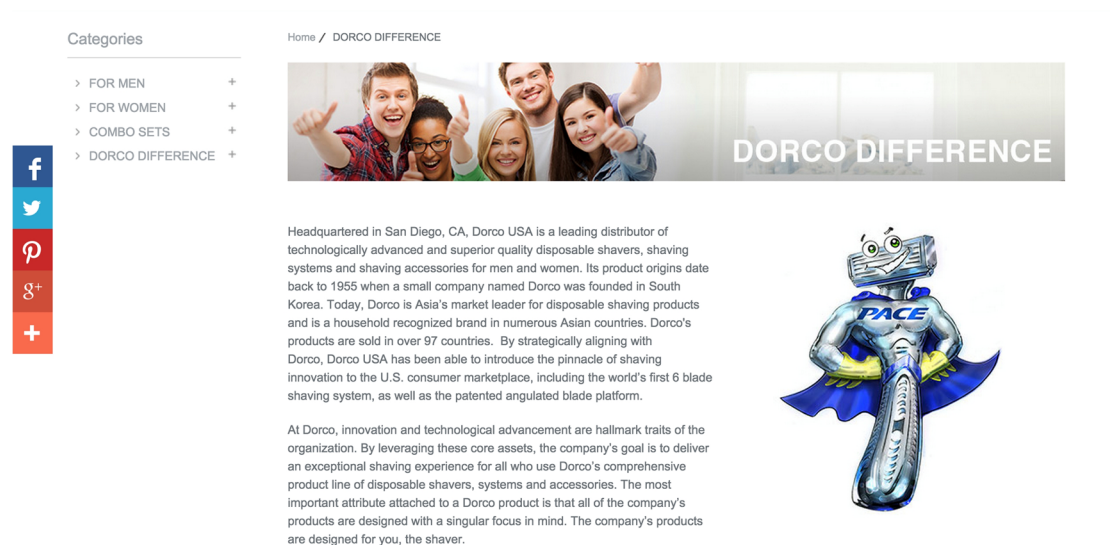 Categories
FOR MEN +
FOR WOMEN +
COMBO SETS +
DORCO DIFFERENCE +
f
g+
+
Home / DORCO DIFFERENCE
DORCO DIFFERENCE
Headquartered in San Diego, CA, Dorco USA is a leading distributor of
technologically advanced and superior quality disposable shavers, shaving
systems and shaving accessories for men and women. Its product origins date
back to 1955 when a small company named Dorco was founded in South
Korea. Today, Dorco is Asia's market leader for disposable shaving products
and is a household recognized brand in numerous Asian countries. Dorco's
products are sold in over 97 countries.  By strategically aligning with
Dorco, Dorco USA has been able to introduce the pinnacle of shaving
innovation to the U.S. consumer marketplace, including the world's first 6 blade
shaving system, as well as the patented angulated blade platform.
At Dorco, innovation and technological advancement are hallmark traits of the
organization. By leveraging these core assets, the company's goal is to deliver
an exceptional shaving experience for all who use Dorco's comprehensive
product line of disposable shavers, systems and accessories. The most
important attribute attached to a Dorco product is that all of the company's
products are designed with a singular focus in mind. The company's products
are designed for you, the shaver.
PACE